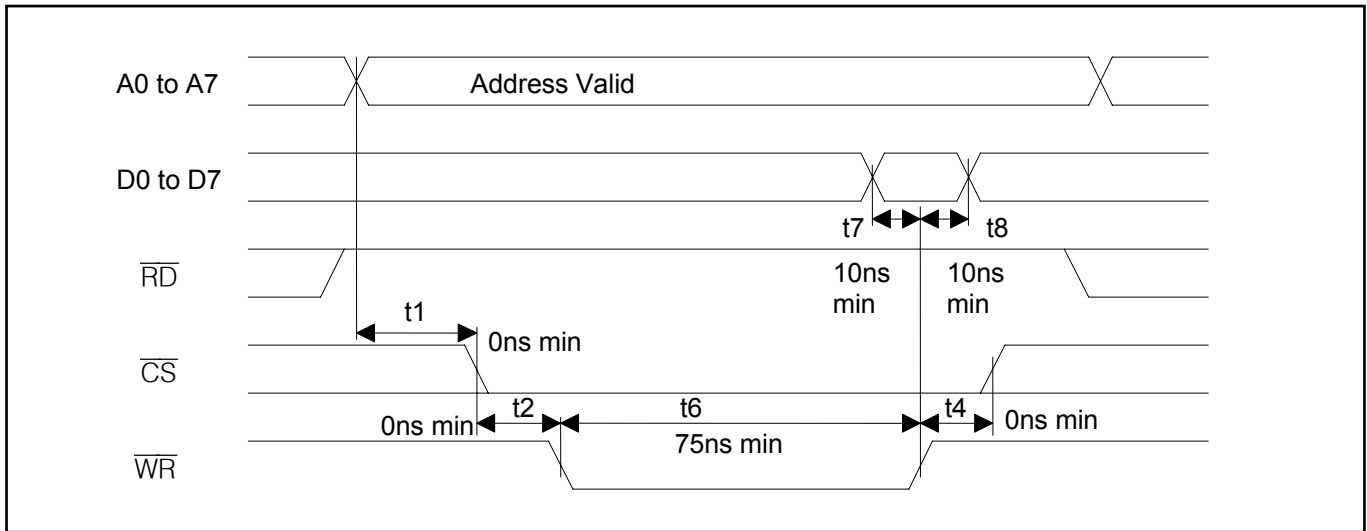 A0 to A7
Address Valid
D0 to D7
t7
t8
RD
10ns
min
10ns
min
t1
0ns min
CS
t2
t6
t4
0ns min
0ns min
75ns min
WR